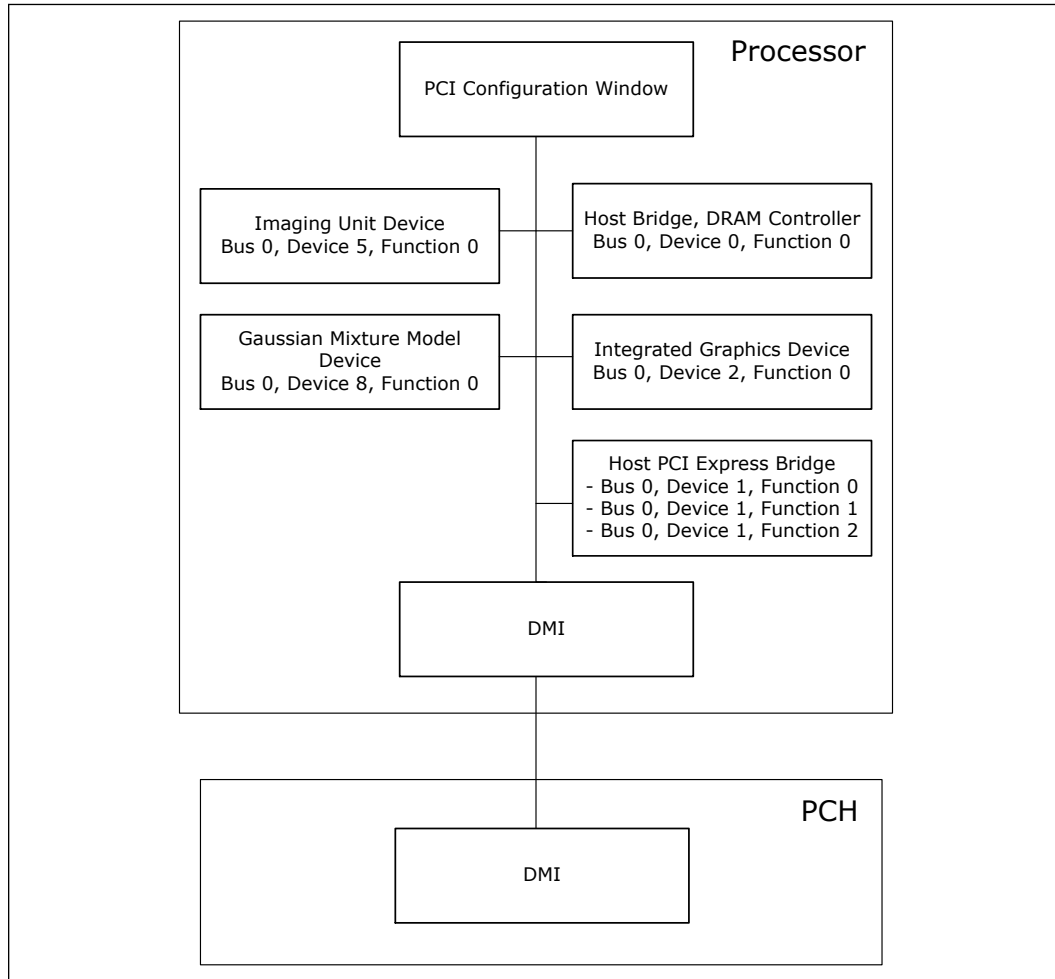 Processor
PCI Configuration Window
Imaging Unit Device
Bus 0, Device 5, Function 0
Host Bridge, DRAM Controller
Bus 0, Device 0, Function 0
Gaussian Mixture Model
Device
Bus 0, Device 8, Function 0
Integrated Graphics Device
Bus 0, Device 2, Function 0
Host PCI Express Bridge
- Bus 0, Device 1, Function 0
- Bus 0, Device 1, Function 1
- Bus 0, Device 1, Function 2
DMI
PCH
DMI